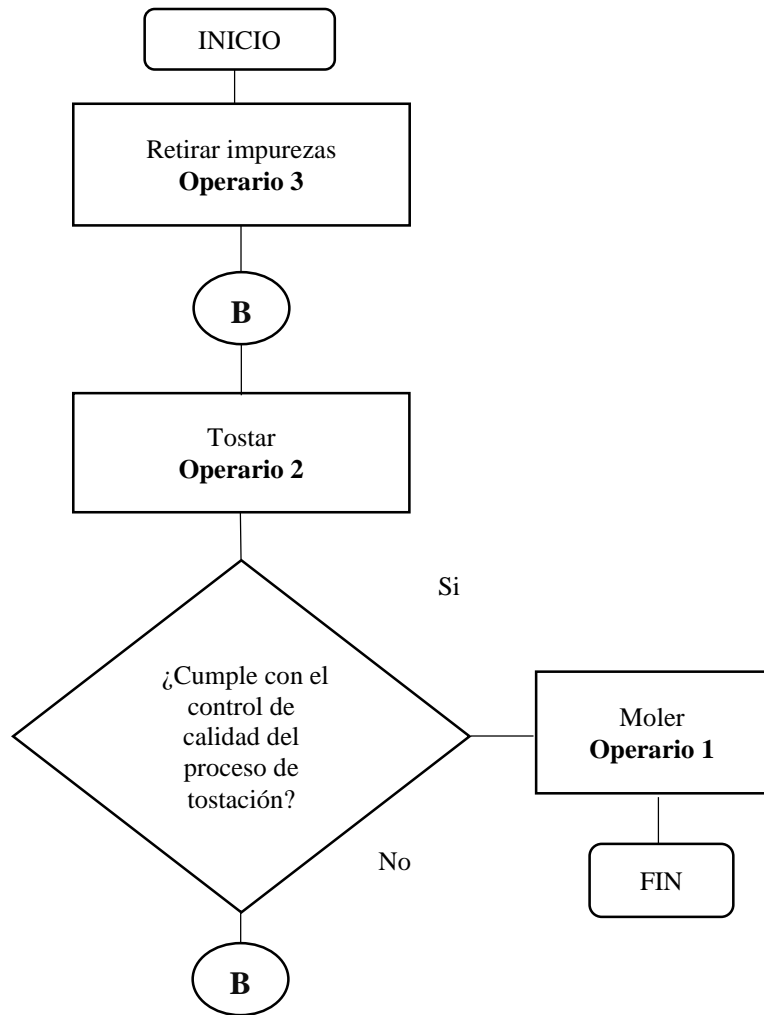 INICIO
Retirar impurezas
Operario 3
B
Tostar
Operario 2
Si
¿Cumple con el
control de
calidad del
proceso de
tostación?
Moler
Operario 1
No
FIN
B